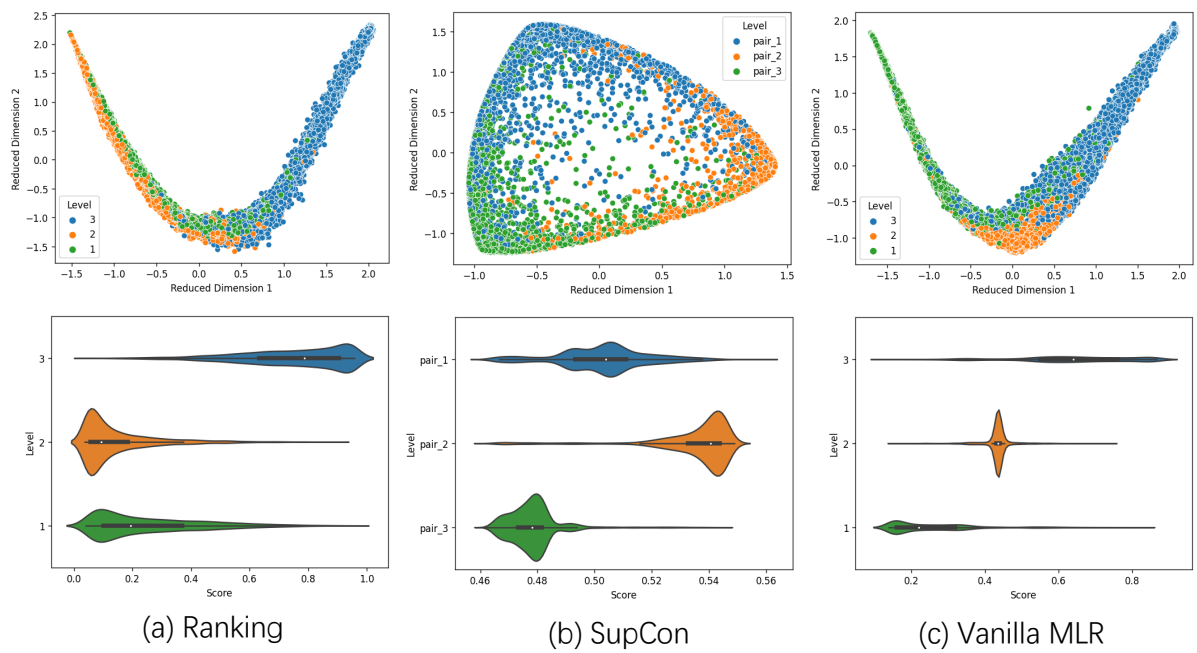 2.5
2.0
1.5
1.0
0.5
0.0
−0.5
−1.0
−1.5
Reduced Dimension 2
Level
3
2
1
−1.5 −1.0 −0.5 0.0 0.5 1.0 1.5 2.0
Reduced Dimension 1
1.5
1.0
0.5
0.0
−0.5
−1.0
Reduced Dimension 2
Level
pair_1
pair_2
pair_3
−1.0 −0.5 0.0 0.5 1.0 1.5
Reduced Dimension 1
2.0
1.5
1.0
0.5
0.0
−0.5
−1.0
Reduced Dimension 2
Level
3
2
1
−1.5 −1.0 −0.5 0.0 0.5 1.0 1.5 2.0
Reduced Dimension 1
3
2
1
Level
0.0 0.2 0.4 0.6 0.8 1.0
Score
pair_1
pair_2
pair_3
Level
0.46 0.48 0.50 0.52 0.54 0.56
Score
3
2
1
Level
0.2 0.4 0.6 0.8
Score
(a) Ranking
(b) SupCon
(c) Vanilla MLR